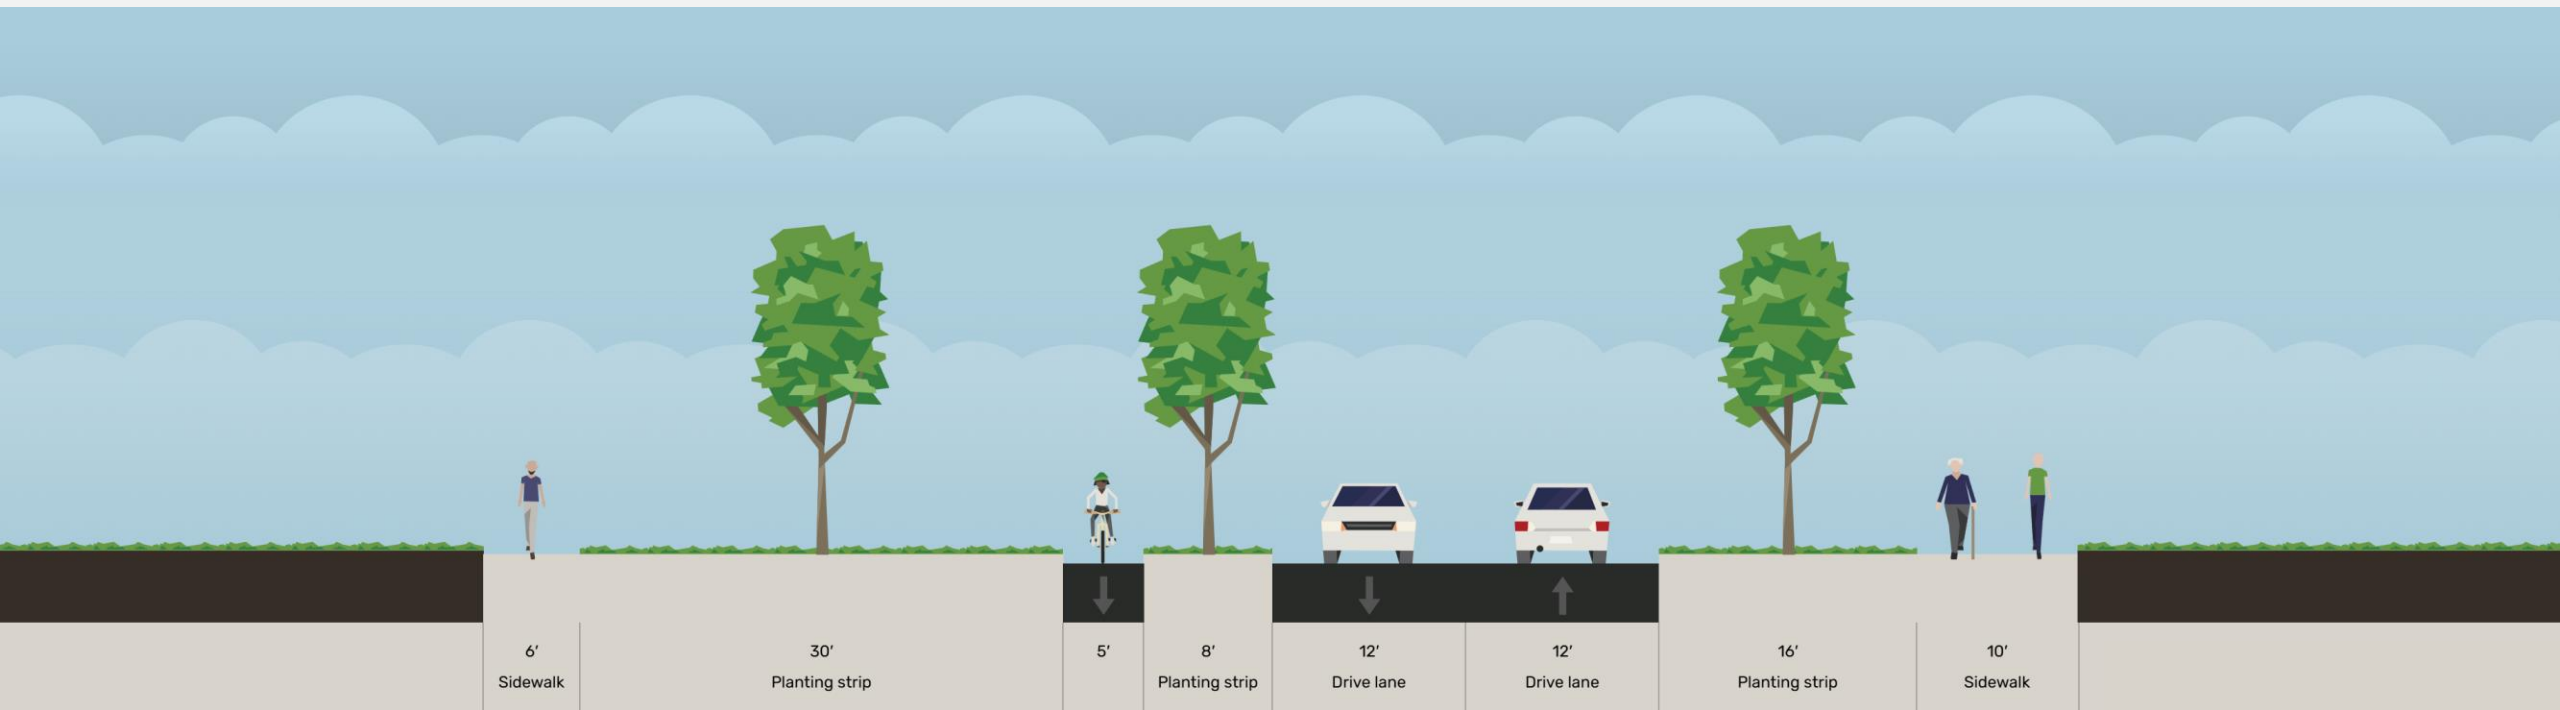 6′
30′
5′
8′
12′
12′
16′
10′
Sidewalk
Planting strip
Planting strip
Drive lane
Drive lane
Planting strip
Sidewalk